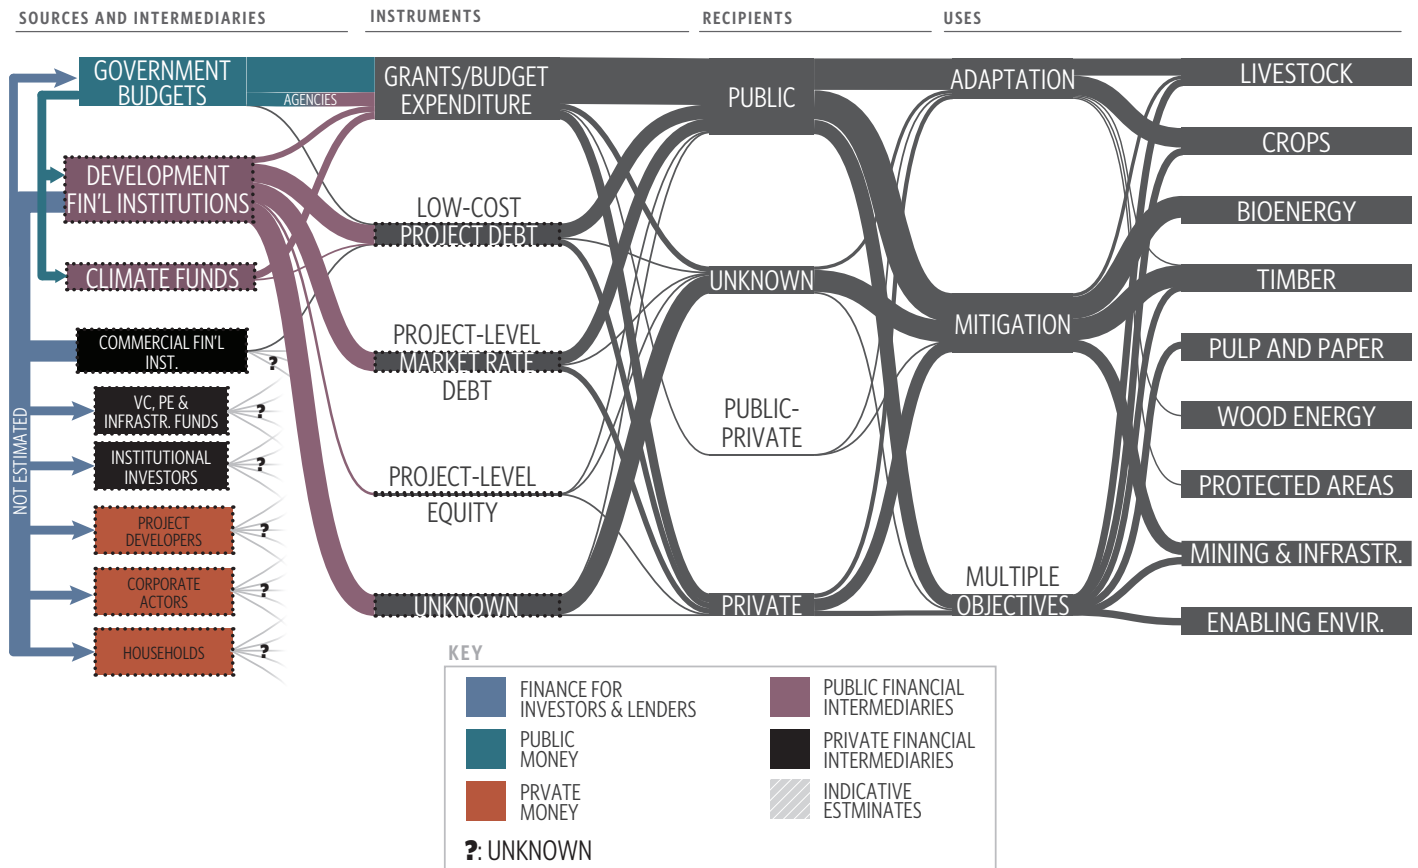 SOURCES AND INTERMEDIARIES
INSTRUMENTS
RECIPIENTS
USES
GOVERNMENT
BUDGETS
AGENCIES
DEVELOPMENT
FIN'L INSTITUTIONS
CLIMATE FUNDS
COMMERCIAL FIN'L
INST.
?
VC, PE &
INFRASTR. FUNDS
?
INSTITUTIONAL
INVESTORS
?
PROJECT
DEVELOPERS
?
CORPORATE
ACTORS
?
HOUSEHOLDS
?
NOT ESTIMATED
GRANTS/BUDGET
EXPENDITURE
LOW-COST
PROJECT DEBT
PROJECT-LEVEL
MARKET RATE
DEBT
PROJECT-LEVEL
EQUITY
UNKNOWN
PUBLIC
UNKNOWN
PUBLIC-
PRIVATE
PRIVATE
ADAPTATION
MITIGATION
MULTIPLE
OBJECTIVES
LIVESTOCK
CROPS
BIOENERGY
TIMBER
PULP AND PAPER
WOOD ENERGY
PROTECTED AREAS
MINING & INFRASTR.
ENABLING ENVIR.
KEY
FINANCE FOR
INVESTORS & LENDERS
PUBLIC
MONEY
PRVATE
MONEY
?: UNKNOWN
PUBLIC FINANCIAL
INTERMEDIARIES
PRIVATE FINANCIAL
INTERMEDIARIES
INDICATIVE
ESTMINATES